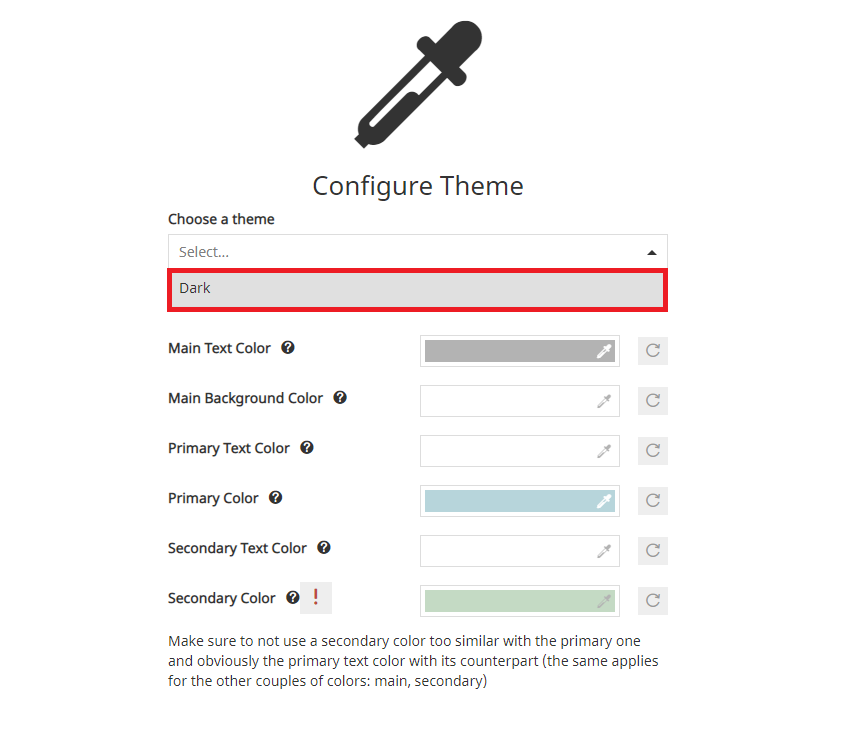 Configure Theme
Choose a theme
Select...
Dark
Main Text Color
Main Background Color
Primary Text Color
Primary Color
Secondary Text Color
Secondary Color !
Make sure to not use a secondary color too similar with the primary one
and obviously the primary text color with its counterpart (the same applies
for the other couples of colors: main, secondary)